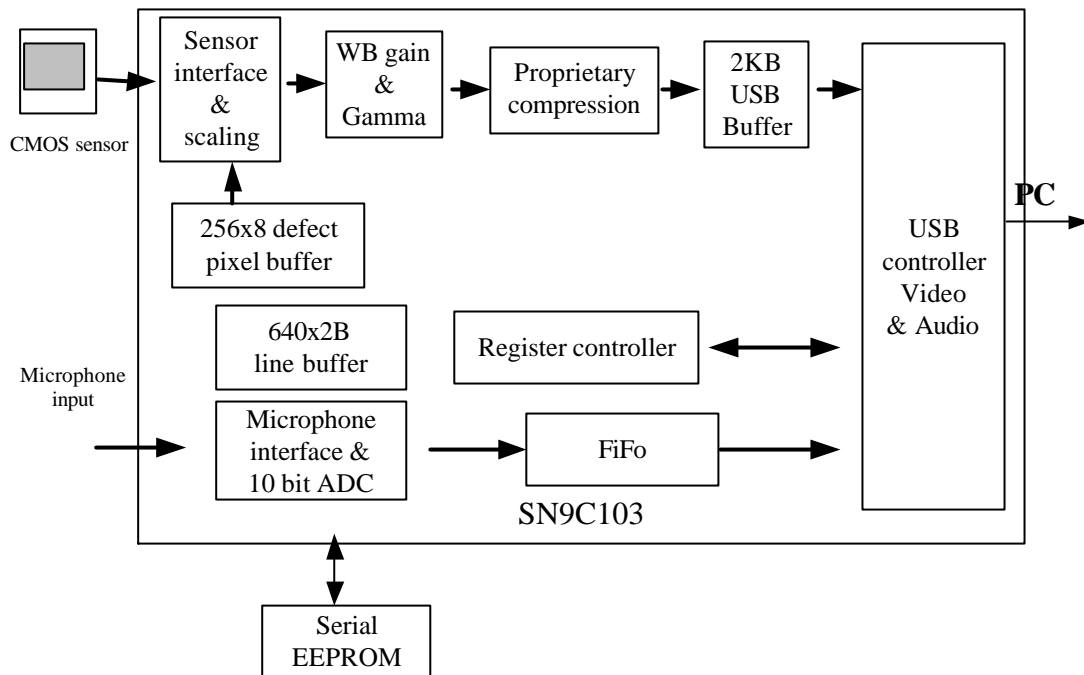 CMOS sensor
Sensor
interface
&
scaling
WB gain
&
Gamma
Proprietary
compression
2KB
USB
Buffer
256x8 defect
pixel buffer
PC
USB
controller
Video
& Audio
640x2B
line buffer
Register controller
Microphone
input
Microphone
interface &
10 bit ADC
FiFo
SN9C103
Serial
EEPROM